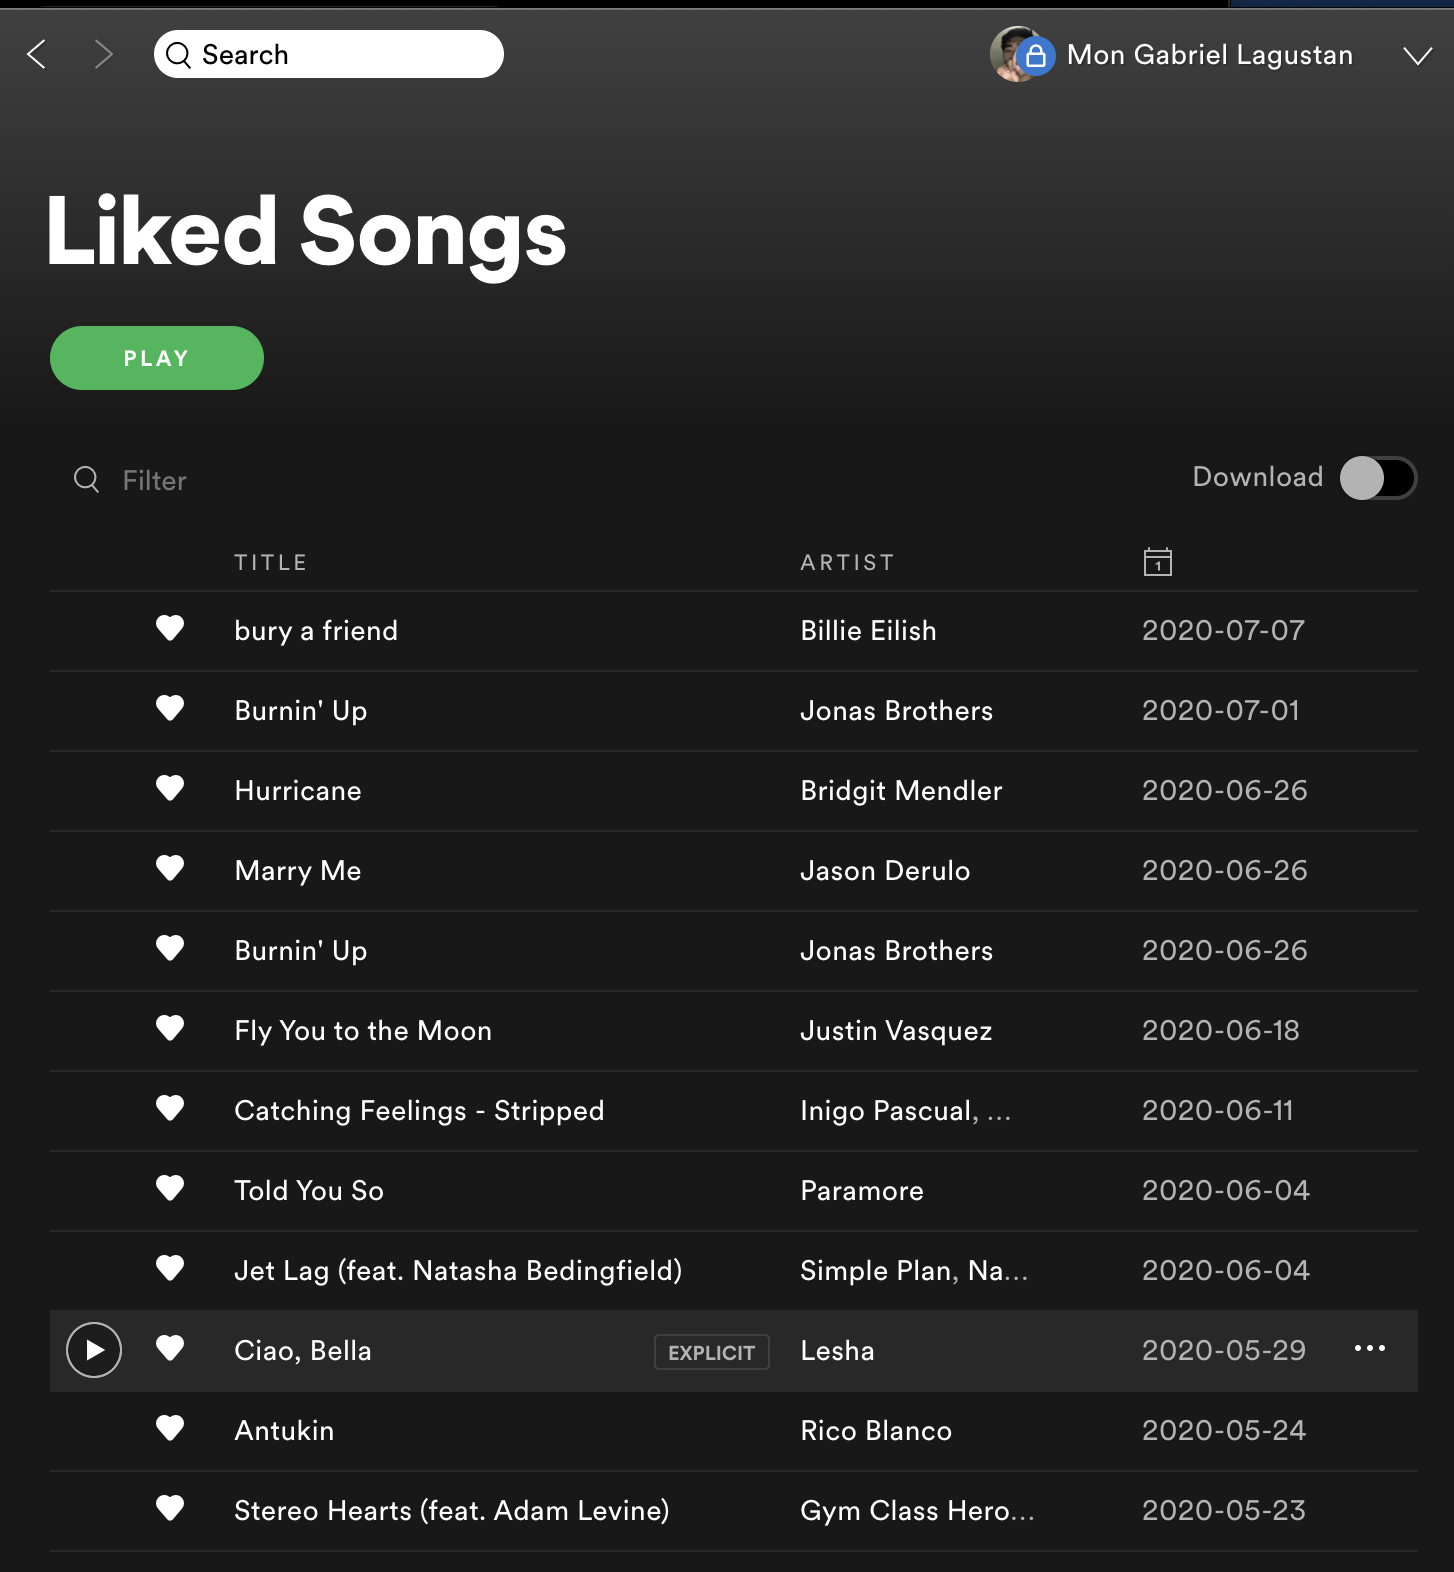 Search
Mon Gabriel Lagustan
Liked Songs
PLAY
Filter
Download
TITLE ARTIST 1
bury a friend Billie Eilish 2020-07-07
Burnin' Up Jonas Brothers 2020-07-01
Hurricane Bridgit Mendler 2020-06-26
Marry Me Jason Derulo 2020-06-26
Burnin' Up Jonas Brothers 2020-06-26
Fly You to the Moon Justin Vasquez 2020-06-18
Catching Feelings - Stripped Inigo Pascual, ... 2020-06-11
Told You So Paramore 2020-06-04
Jet Lag (feat. Natasha Bedingfield) Simple Plan, Na... 2020-06-04
Ciao, Bella EXPLICIT Lesha 2020-05-29
Antukin Rico Blanco 2020-05-24
Stereo Hearts (feat. Adam Levine) Gym Class Hero... 2020-05-23